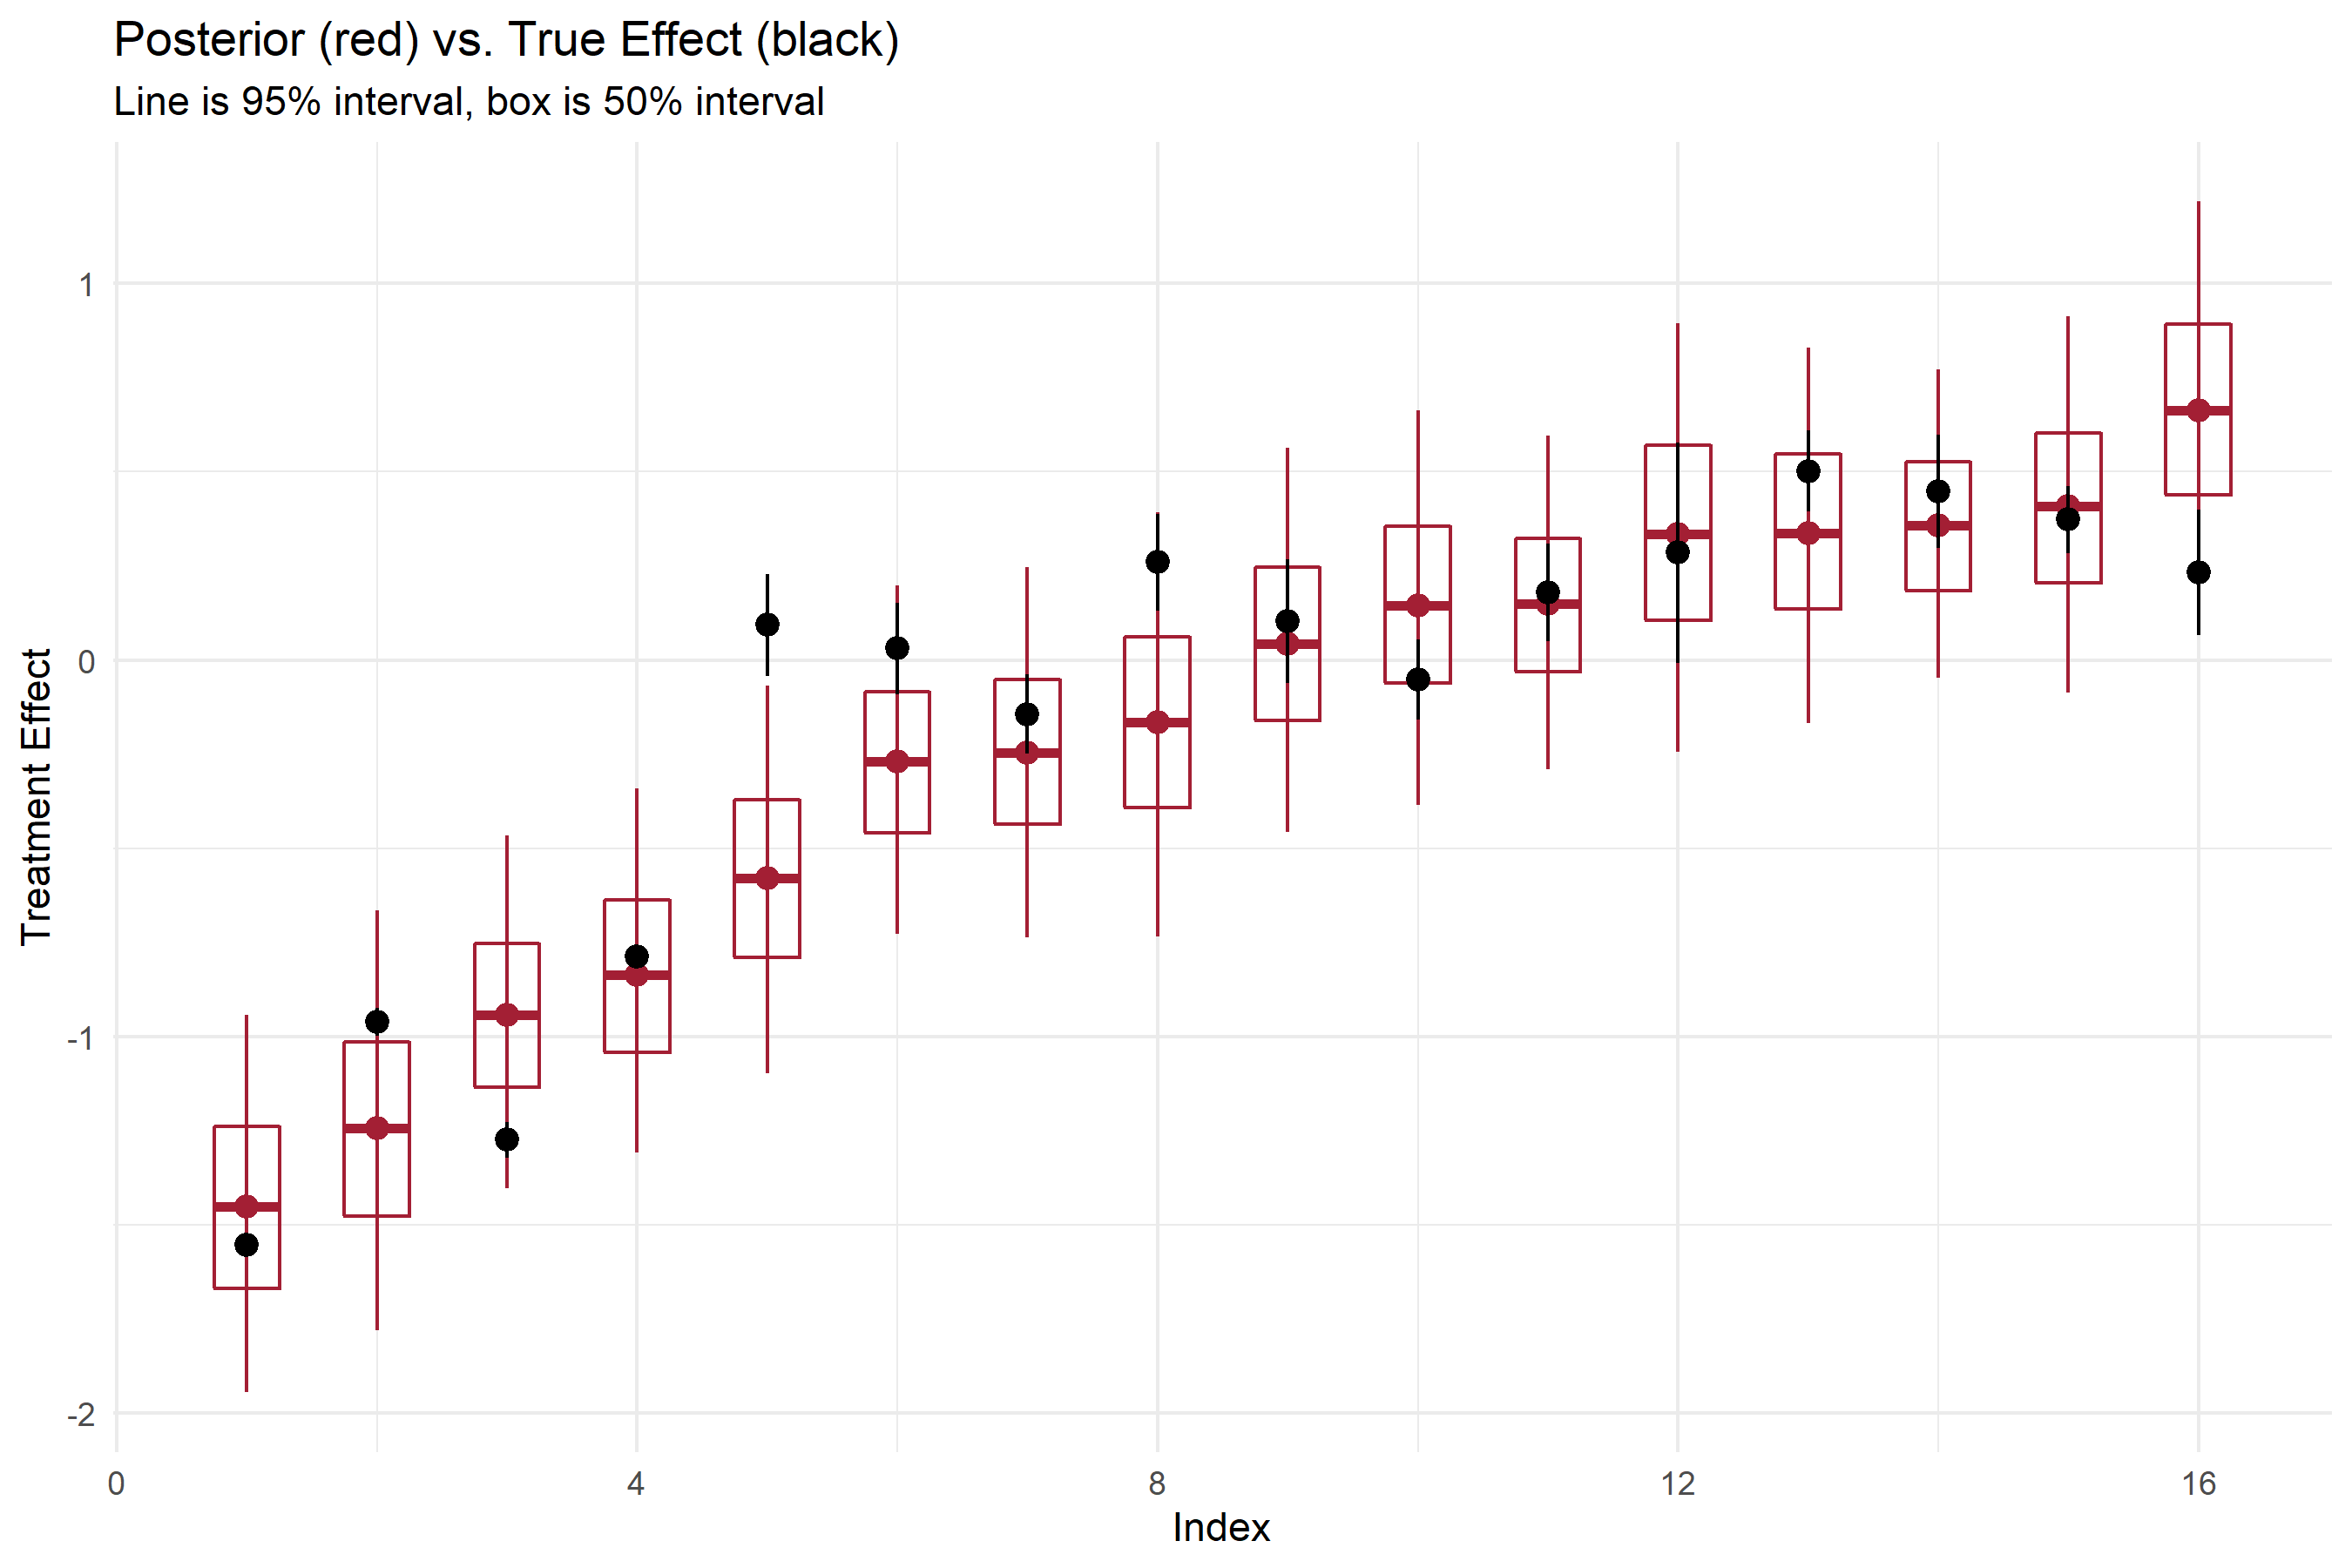 Posterior (red) vs. True Effect (black)
Line is 95% interval, box is 50% interval
1
0
-1
-2
Treatment Effect
0 4 8 12 16
Index